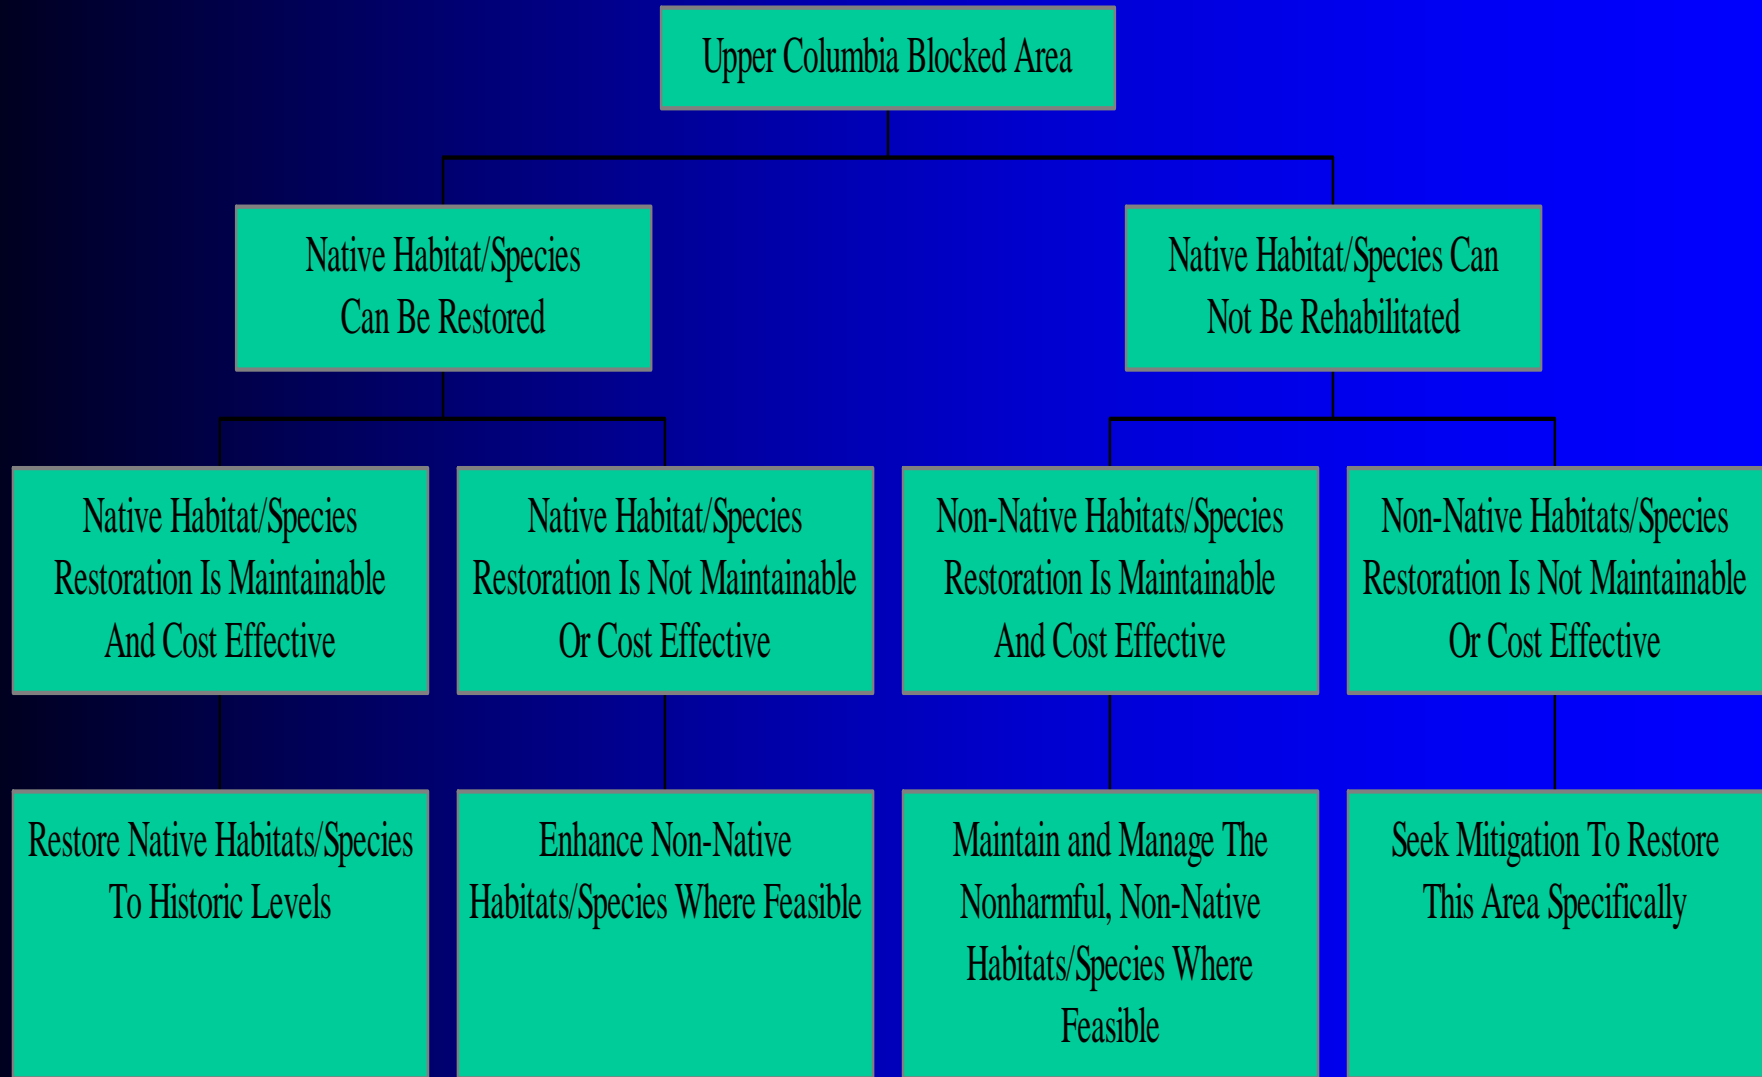 Upper Columbia Blocked Area
Native Habitat/Species
Can Be Restored
Native Habitat/Species Can
Not Be Rehabilitated
Native Habitat/Species
Restoration Is Maintainable
And Cost Effective
Native Habitat/Species
Restoration Is Not Maintainable
Or Cost Effective
Non-Native Habitats/Species
Restoration Is Maintainable
And Cost Effective
Non-Native Habitats/Species
Restoration Is Not Maintainable
Or Cost Effective
Restore Native Habitats/Species
To Historic Levels
Enhance Non-Native
Habitats/Species Where Feasible
Maintain and Manage The
Nonharmful, Non-Native
Habitats/Species Where
Feasible
Seek Mitigation To Restore
This Area Specifically